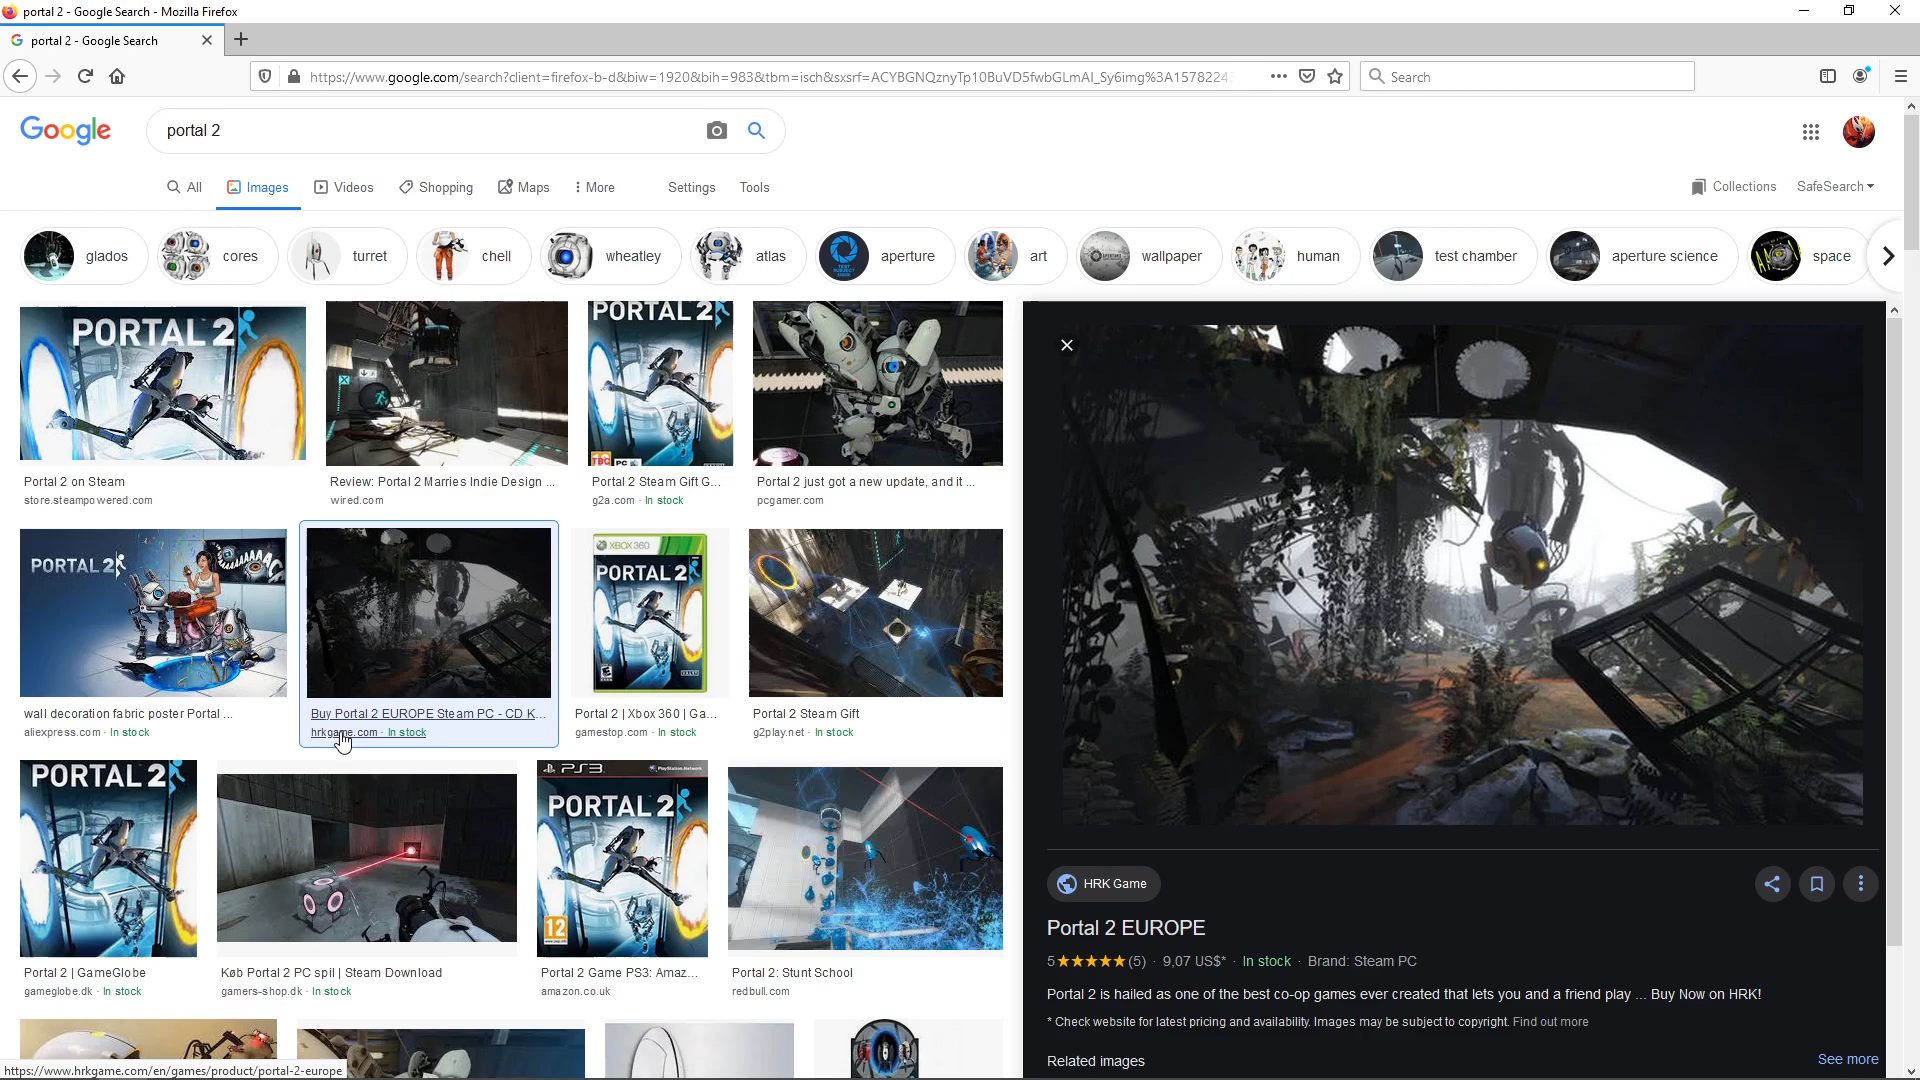 portal 2 - Google Search - Mozilla Firefox
portal 2 - Google Search
https://www.google.com/search?client=firefox-b-d&biw=1920&bih=983&tbm=isch&sxsrf=ACYBGNQznyTp10BuVD5fwbGLmAI_Sy6img%3A1578224
Search
Google
portal 2
All
Images
Videos
Shopping
Maps
More
Settings
Tools
Collections
SafeSearch
glados
cores
turret
chell
wheatley
atlas
aperture
art
wallpaper
human
test chamber
aperture science
space
PORTAL 2
PORTAL 2
PC
Portal 2 on Steam
store.steampowered.com
Review: Portal 2 Marries Indie Design ...
wired.com
Portal 2 Steam Gift G...
g2a.com · In stock
Portal 2 just got a new update, and it ...
pcgamer.com
PORTAL 2
XBOX 360
PORTAL 2
wall decoration fabric poster Portal ...
aliexpress.com · In stock
Buy Portal 2 EUROPE Steam PC - CD K...
hrkgame.com · In stock
Portal 2 | Xbox 360 | Ga...
gamestop.com · In stock
Portal 2 Steam Gift
g2play.net · In stock
PORTAL 2
PS3
PlayStation Network
PORTAL 2
12
Portal 2 | GameGlobe
gameglobe.dk · In stock
Køb Portal 2 PC spil | Steam Download
gamers-shop.dk · In stock
Portal 2 Game PS3: Amaz...
amazon.co.uk
Portal 2: Stunt School
redbull.com
HRK Game
Portal 2 EUROPE
5★★★★★(5) · 9,07 US$* · In stock · Brand: Steam PC
Portal 2 is hailed as one of the best co-op games ever created that lets you and a friend play ... Buy Now on HRK!
* Check website for latest pricing and availability. Images may be subject to copyright. Find out more
Related images
See more
https://www.hrkgame.com/en/games/product/portal-2-europe